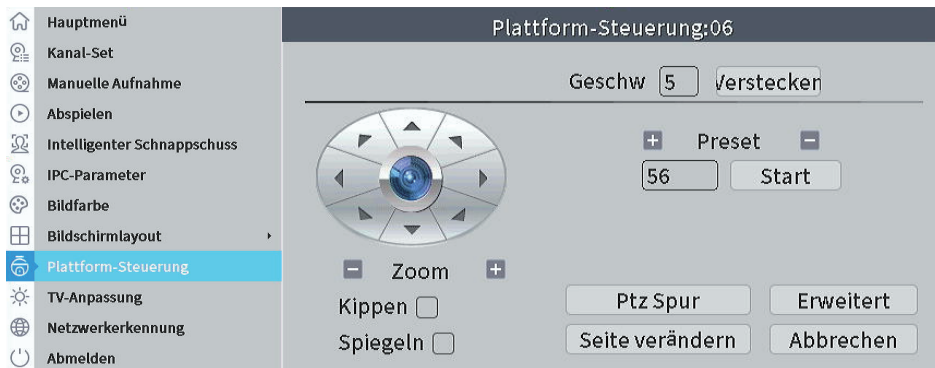 Hauptmenü
Kanal-Set
Manuelle Aufnahme
Abspielen
Intelligenter Schnappschuss
IPC-Parameter
Bildfarbe
Bildschirmlayout
Plattform-Steuerung
TV-Anpassung
Netzwerkerkennung
Abmelden
Plattform-Steuerung:06
Geschw 5 Verstecken
+ Preset -
56 Start
- Zoom +
Kippen
Spiegeln
Ptz Spur Erweitert
Seite verändern Abbrechen